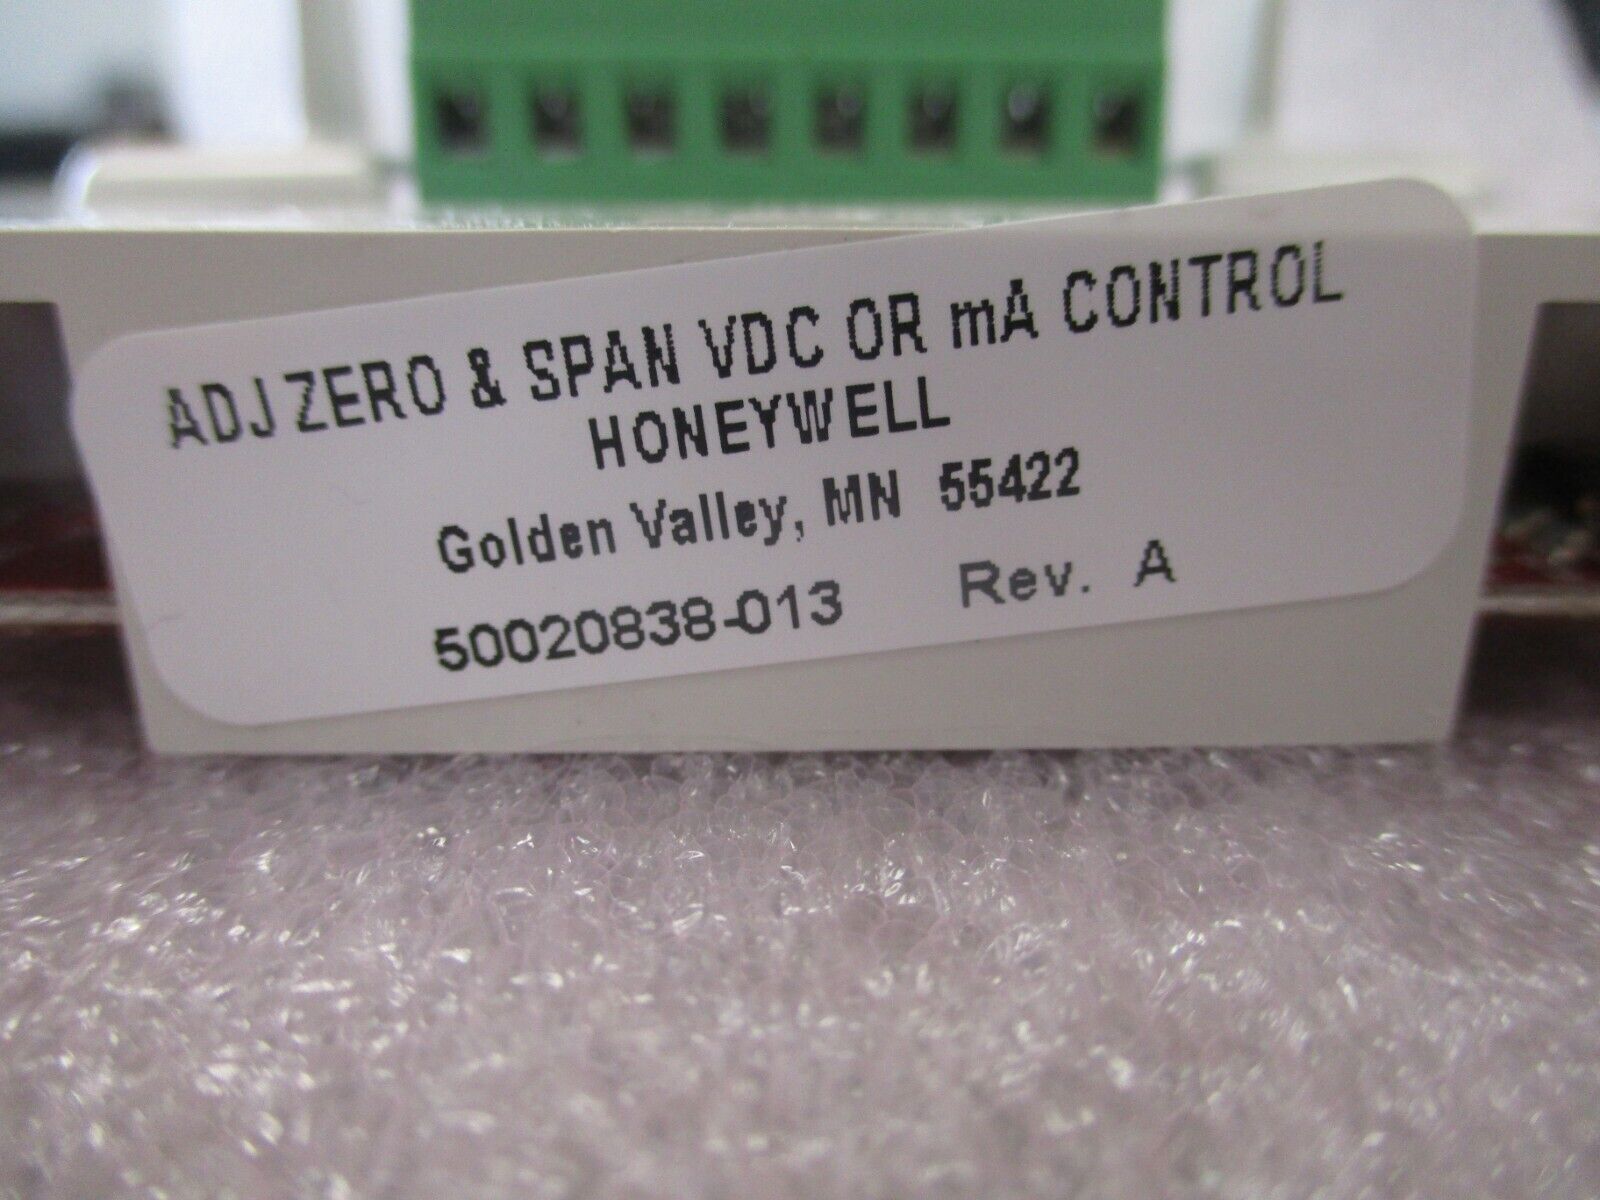 ADJ ZERO & SPAN VDC OR mA CONTROL
HONEYWELL
Golden Valley, MN 55422
50020838-013 Rev. A